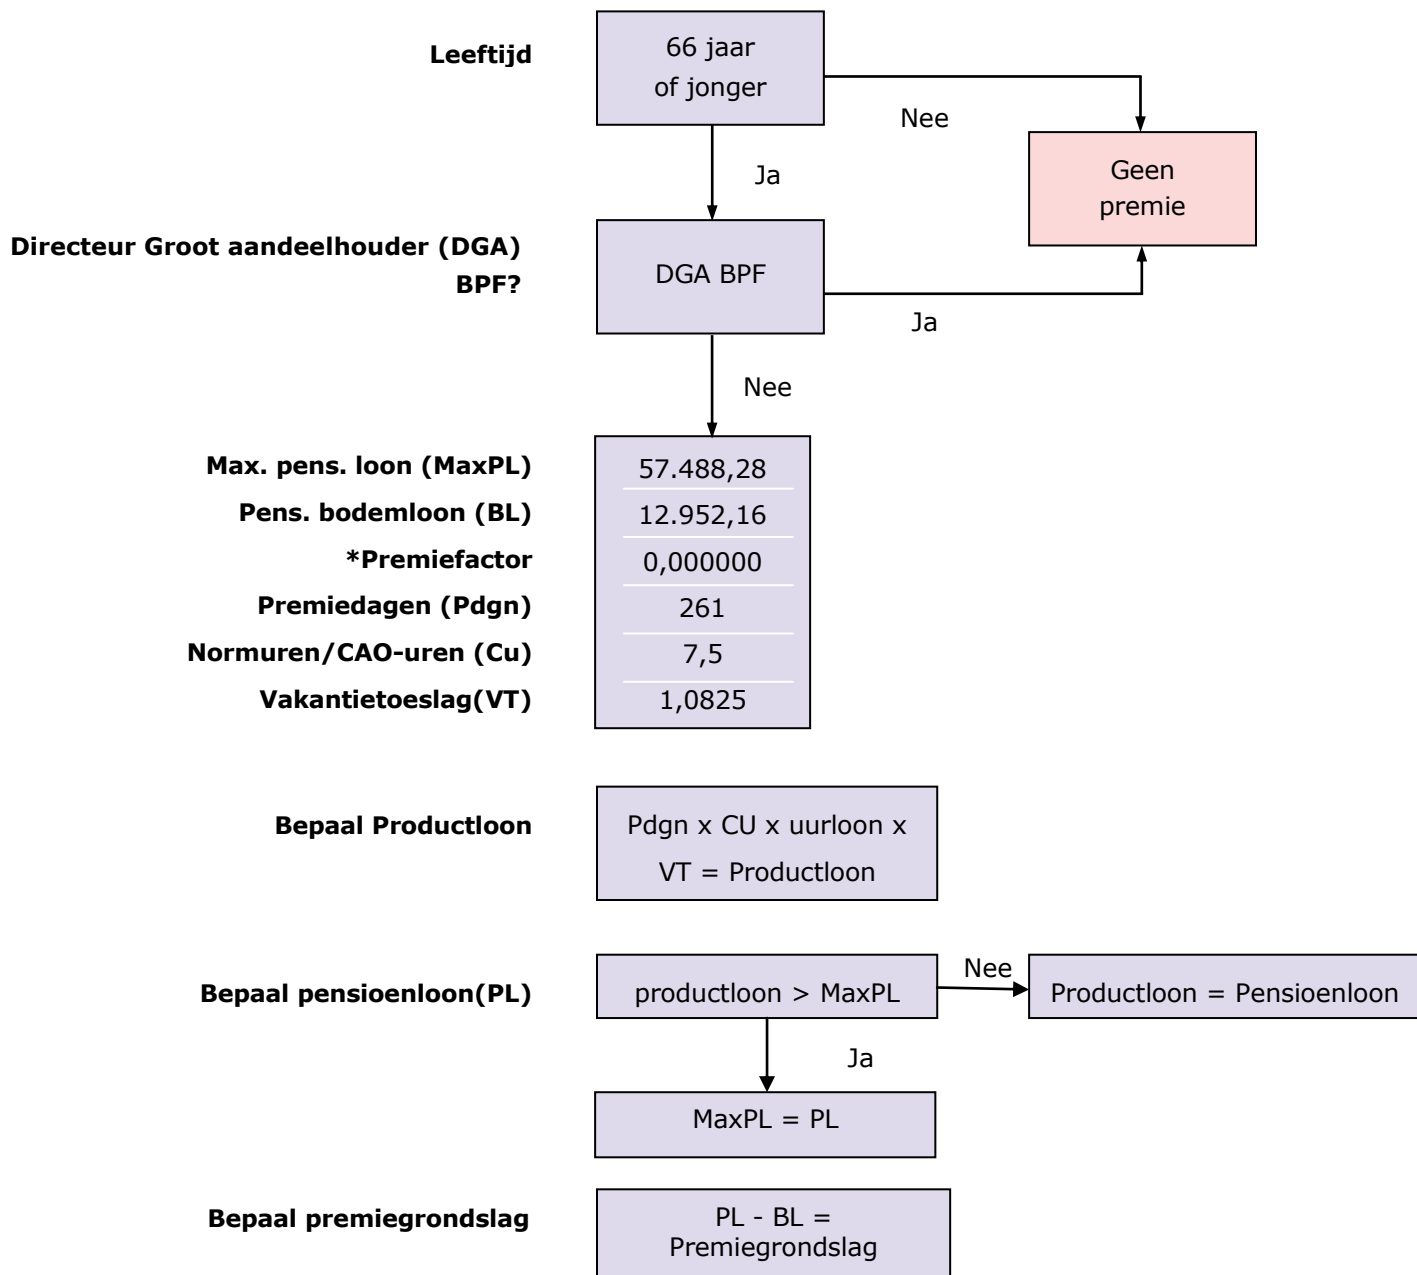 Leeftijd
66 jaar
of jonger
Nee
Ja
Geen
premie
Directeur Groot aandeelhouder (DGA)
BPF?
DGA BPF
Ja
Nee
Max. pens. loon (MaxPL)
57.488,28
Pens. bodemloon (BL)
12.952,16
*Premiefactor
0,000000
Premiedagen (Pdgn)
261
Normuren/CAO-uren (Cu)
7,5
Vakantietoeslag(VT)
1,0825
Bepaal Productloon
Pdgn x CU x uurloon x
VT = Productloon
Bepaal pensioenloon(PL)
productloon > MaxPL
Nee
Productloon = Pensioenloon
Ja
MaxPL = PL
Bepaal premiegrondslag
PL - BL =
Premiegrondslag